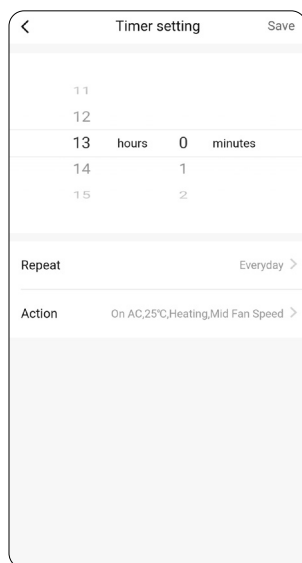 Timer setting Save
11
12
13 hours 0 minutes
14 1
15 2
Repeat Everyday
Action On AC,25℃,Heating,Mid Fan Speed